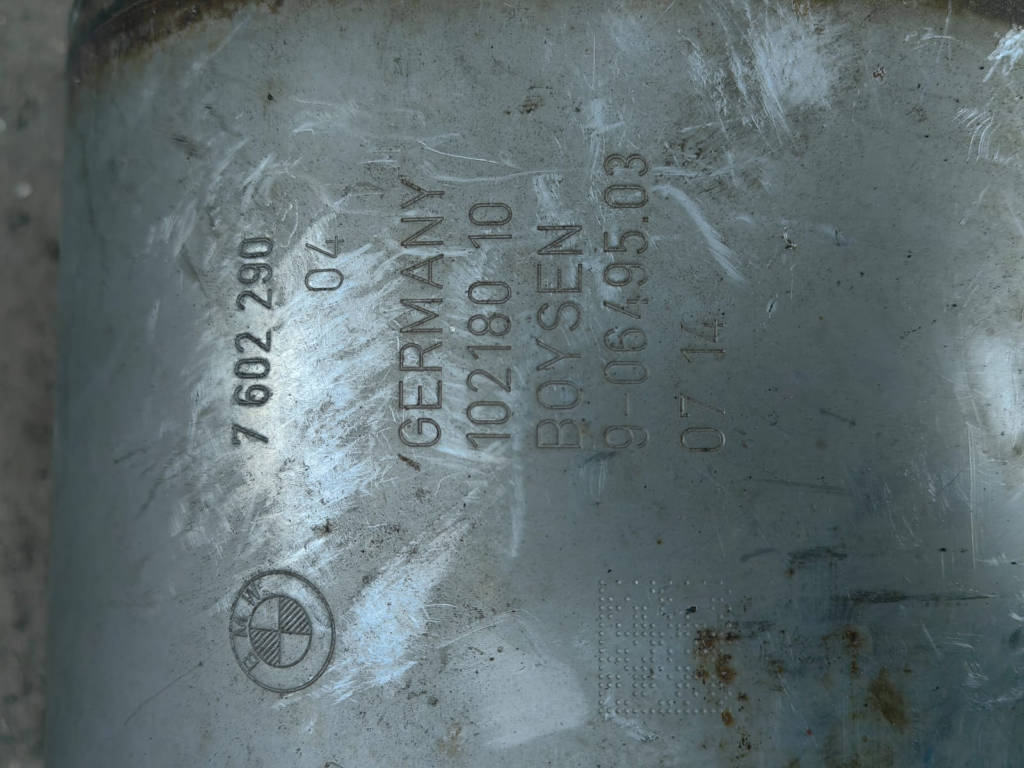 7 602 290
04
GERMANY
102180 10
BOYSEN
9-06495.03
07 14
BMW